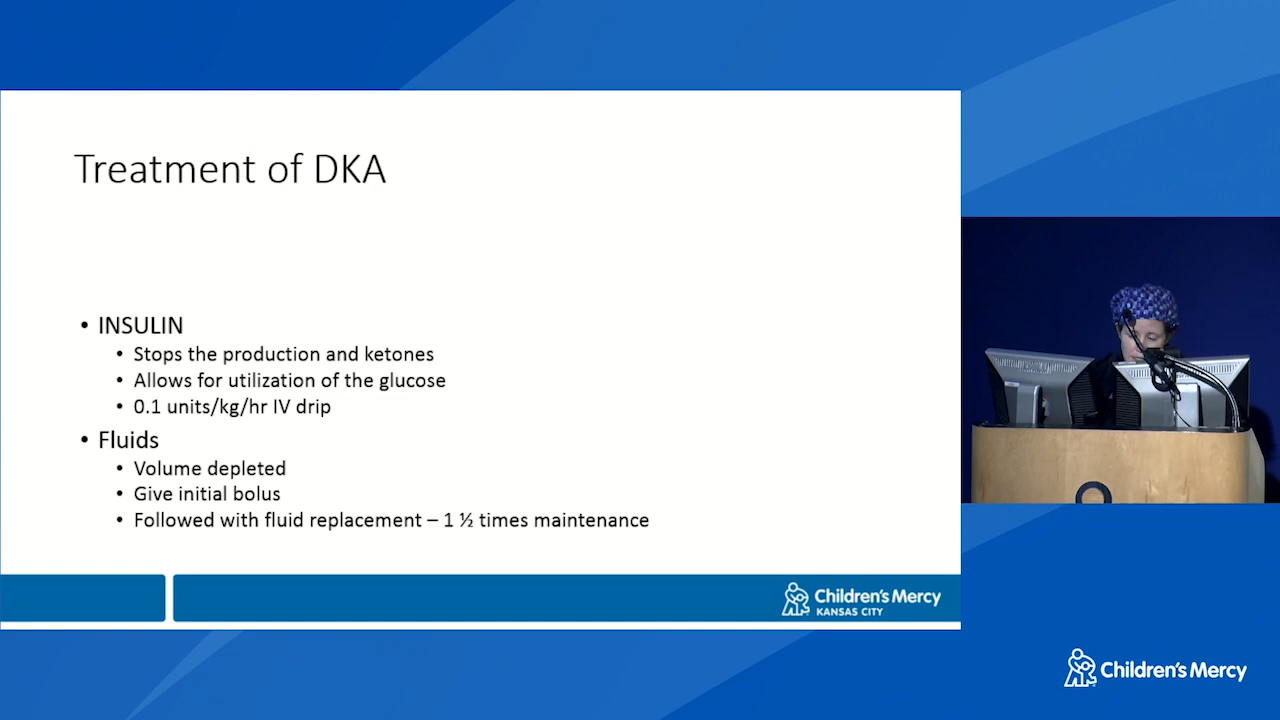 Treatment of DKA
• INSULIN
• Stops the production and ketones
• Allows for utilization of the glucose
• 0.1 units/kg/hr IV drip
• Fluids
• Volume depleted
• Give initial bolus
• Followed with fluid replacement – 1 ½ times maintenance
Children's Mercy
KANSAS CITY
Children's Mercy